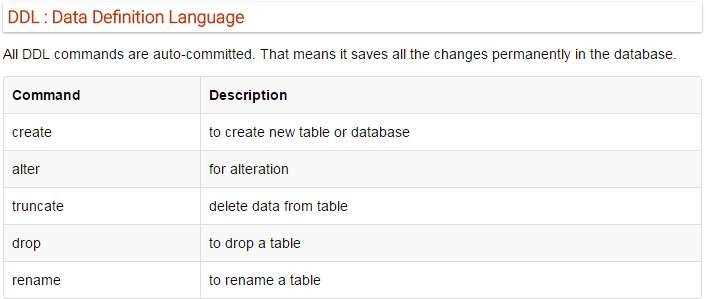 DDL : Data Definition Language
All DDL commands are auto-committed. That means it saves all the changes permanently in the database.
Command Description
create to create new table or database
alter for alteration
truncate delete data from table
drop to drop a table
rename to rename a table